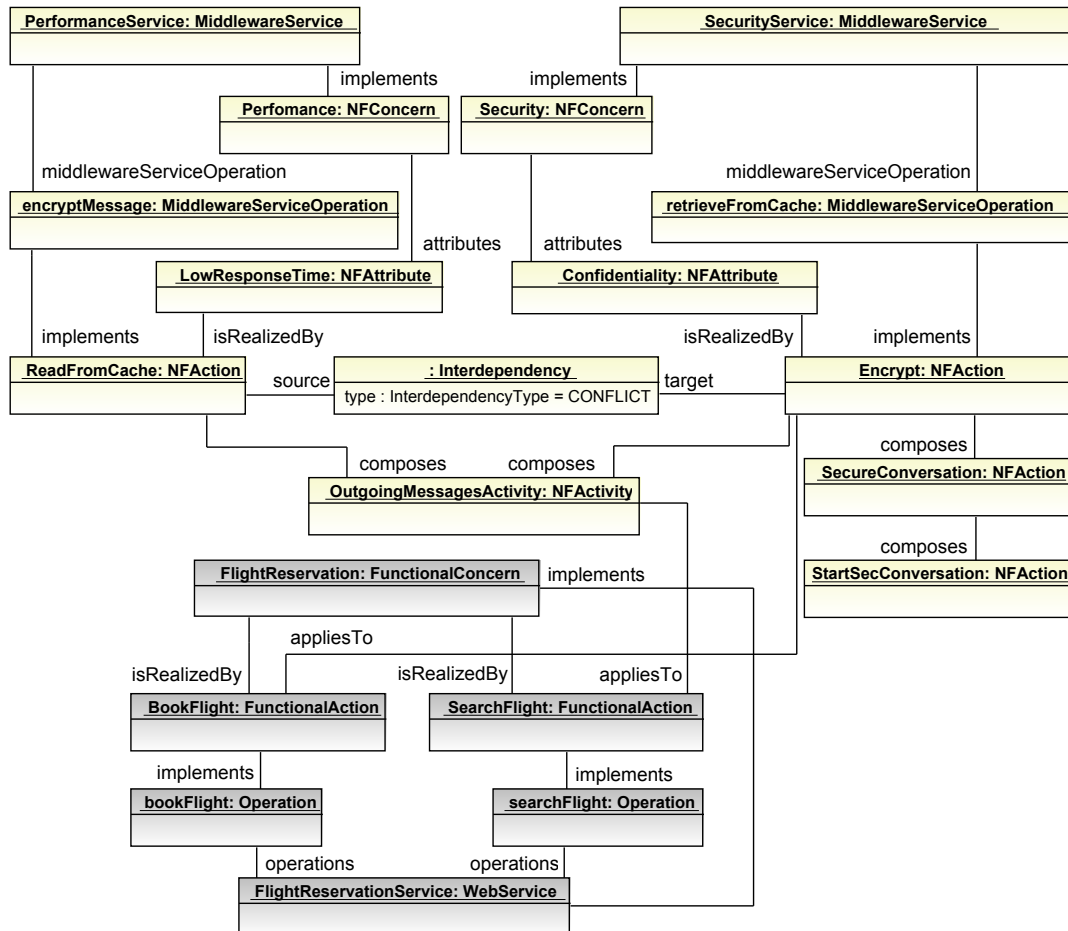 PerformanceService: MiddlewareService
SecurityService: MiddlewareService
implements
implements
Perfomance: NFConcern
Security: NFConcern
middlewareServiceOperation
middlewareServiceOperation
encryptMessage: MiddlewareServiceOperation
retrieveFromCache: MiddlewareServiceOperation
attributes
attributes
LowResponseTime: NFAttribute
Confidentiality: NFAttribute
implements
isRealizedBy
isRealizedBy
implements
ReadFromCache: NFAction
source
: Interdependency
type : InterdependencyType = CONFLICT
target
Encrypt: NFAction
composes
composes
composes
SecureConversation: NFAction
OutgoingMessagesActivity: NFActivity
composes
StartSecConversation: NFAction
FlightReservation: FunctionalConcern
implements
appliesTo
isRealizedBy
isRealizedBy
appliesTo
BookFlight: FunctionalAction
SearchFlight: FunctionalAction
implements
implements
bookFlight: Operation
searchFlight: Operation
operations
operations
FlightReservationService: WebService